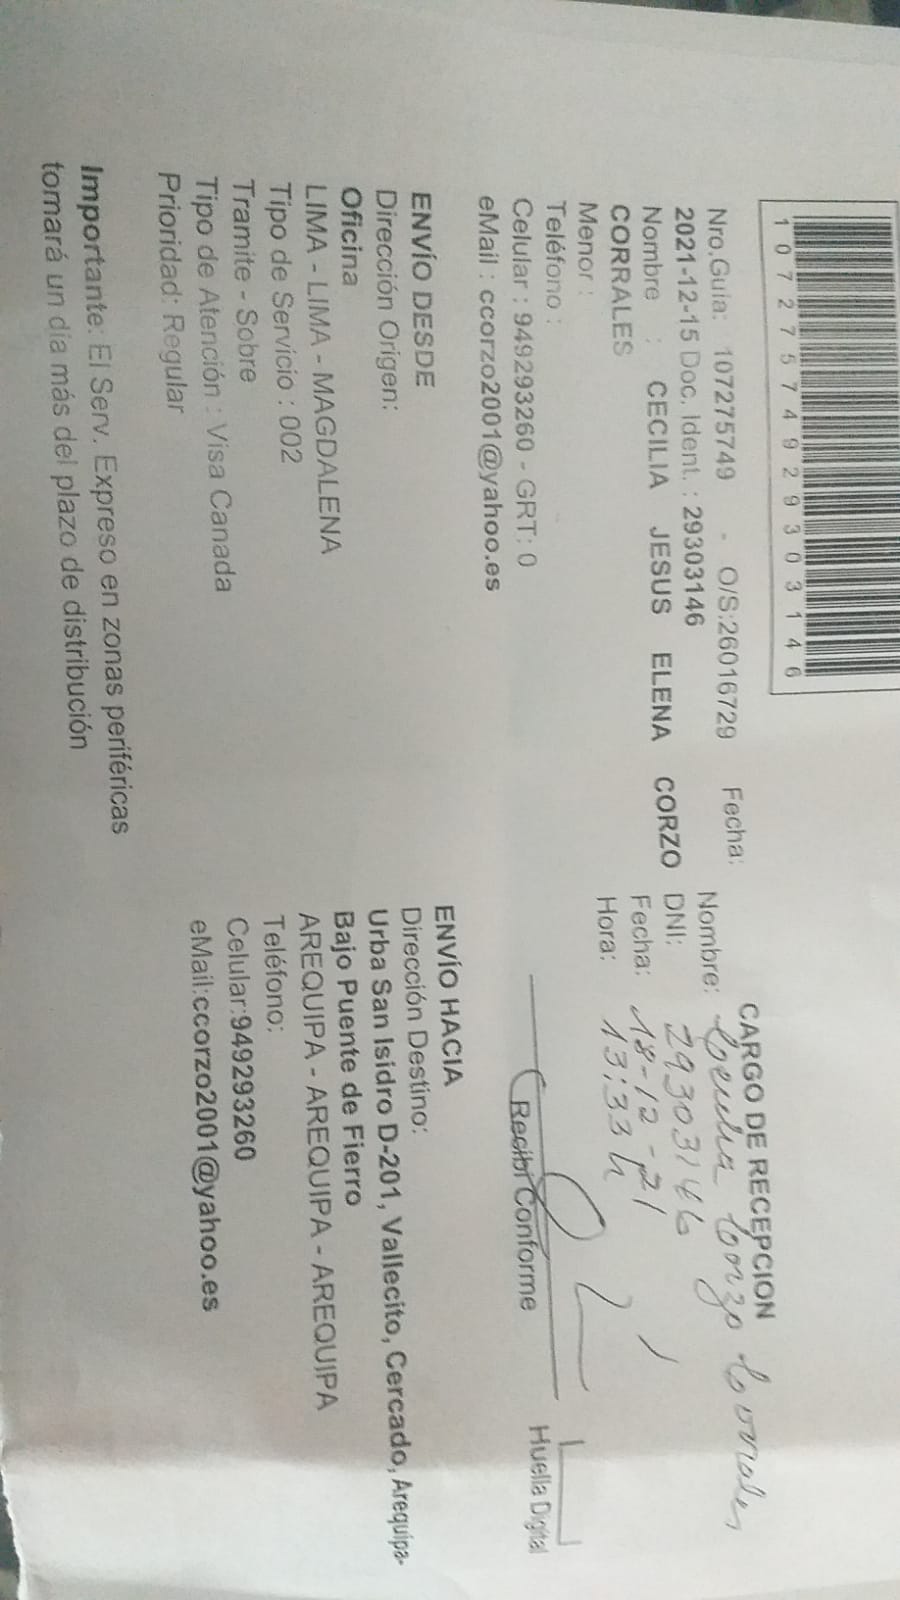 10727574929303146
Nro.Guia: 107275749 - O/S:26016729 Fecha:
2021-12-15 Doc. Ident. : 29303146
Nombre : CECILIA JESUS ELENA CORZO
CORRALES
Menor :
Teléfono :
Celular : 949293260 - GRT: 0
eMail : ccorzo2001@yahoo.es
CARGO DE RECEPCION
Nombre: Cecilia Corzo Corrales
DNI: 29303146
Fecha: 18-12-21
Hora: 13:33 h
Recibi Conforme
Huella Digital
ENVÍO DESDE
Dirección Origen:
Oficina
LIMA - LIMA - MAGDALENA
Tipo de Servicio : 002
Tramite - Sobre
Tipo de Atención : Visa Canada
Prioridad: Regular
ENVÍO HACIA
Dirección Destino:
Urba San Isidro D-201, Vallecito, Cercado, Arequipa-
Bajo Puente de Fierro
AREQUIPA - AREQUIPA - AREQUIPA
Teléfono:
Celular:949293260
eMail:ccorzo2001@yahoo.es
Importante: El Serv. Expreso en zonas periféricas
tomará un día más del plazo de distribución